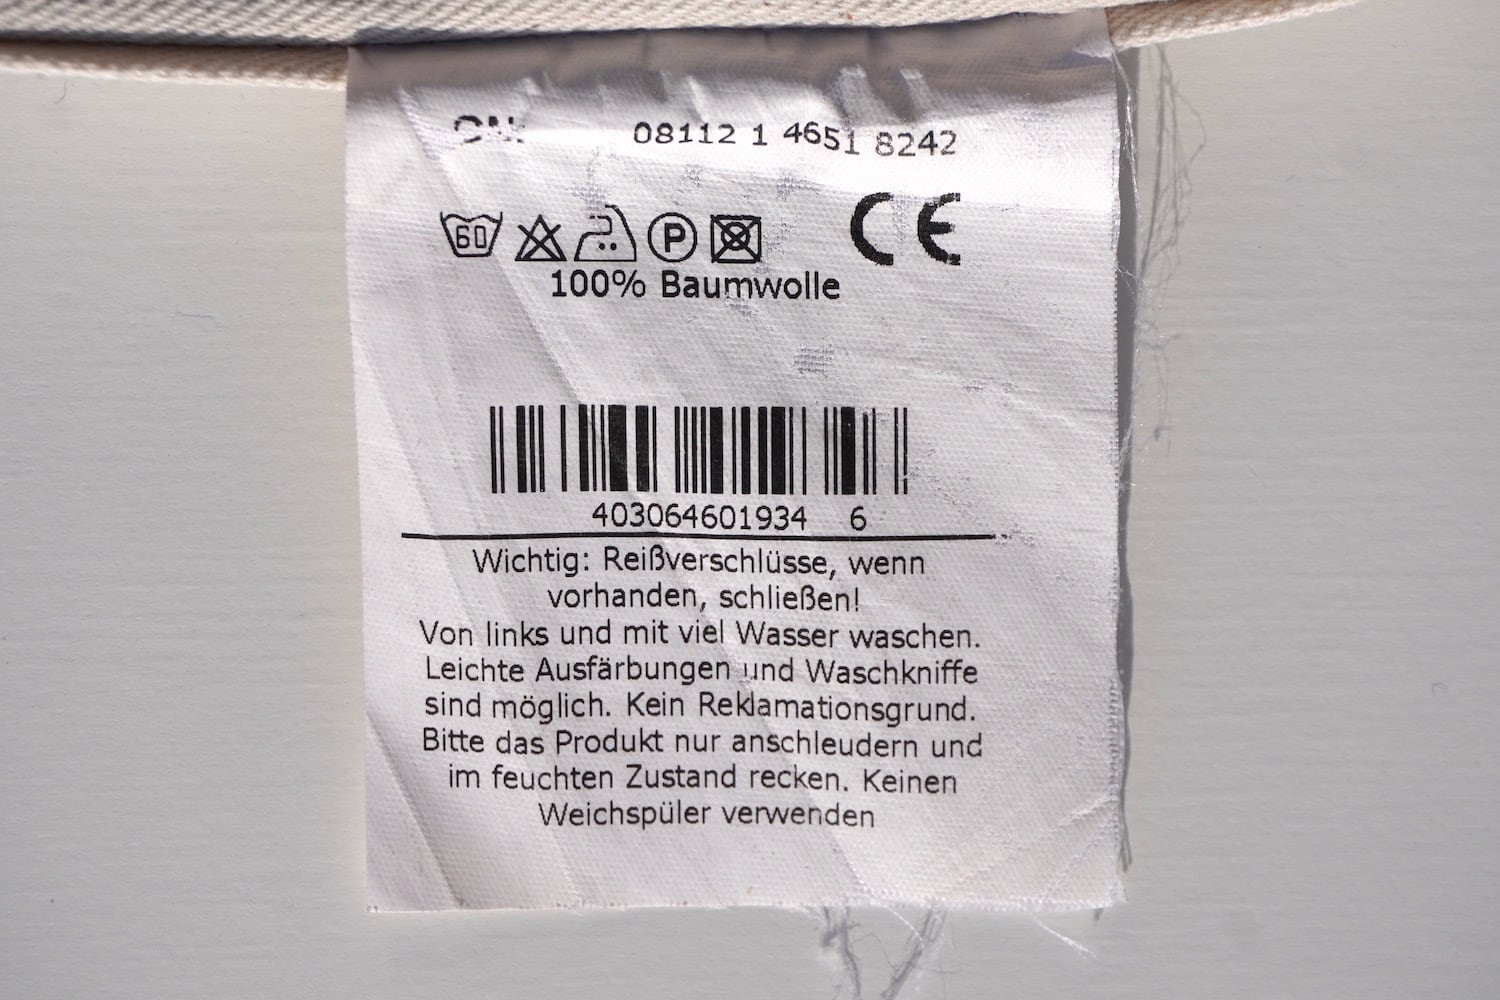 08112 1 4651 8242
60 P CE
100% Baumwolle
403064601934 6
Wichtig: Reißverschlüsse, wenn
vorhanden, schließen!
Von links und mit viel Wasser waschen.
Leichte Ausfärbungen und Waschkniffe
sind möglich. Kein Reklamationsgrund.
Bitte das Produkt nur anschleudern und
im feuchten Zustand recken. Keinen
Weichspüler verwenden